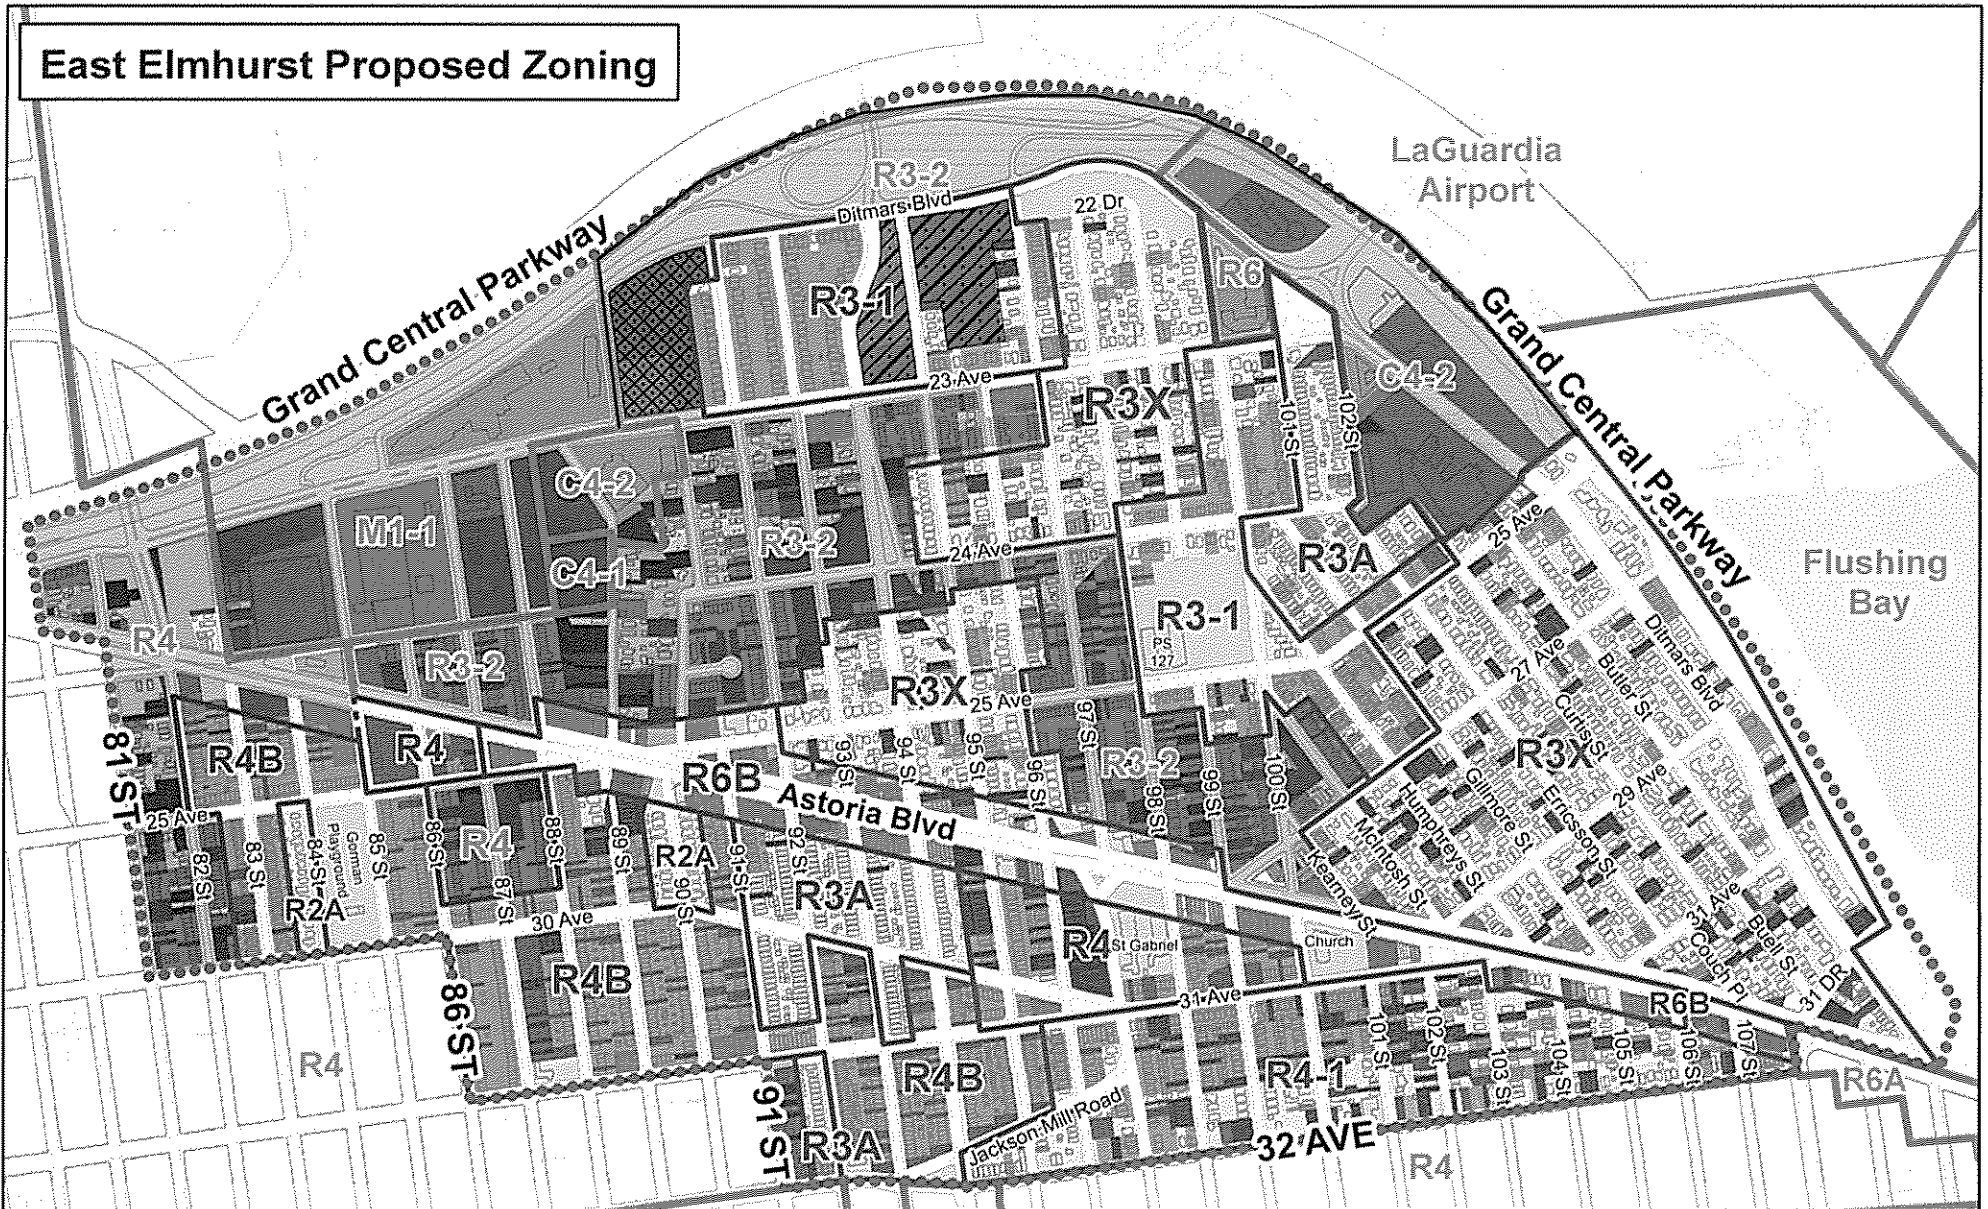 East Elmhurst Proposed Zoning
LaGuardia
Airport
R3-2
Ditmars Blvd
22 Dr
Grand Central Parkway
R3-1
R6
Grand Central Parkway
C4-2
23 Ave
R3X
101 St
102 St
C4-2
M1-1
R3-2
C4-1
24 Ave
R3A
25 Ave
Flushing
Bay
R4
R3-2
R3-1
PS
127
R3X
25 Ave
27 Ave
Butler St
Ditmars Blvd
Curtis St
81 ST
R4B
R4
R6B
Astoria Blvd
93 St
94 St
95 St
96 St
97 St
R3-2
98 St
99 St
100 St
R3X
29 Ave
Gillmore St
Ericsson St
Humphreys St
McIntosh St
Kearney St
25 Ave
82 St
83 St
84 St
R2A
Gorman
Playground
85 St
86 St
R4
87 St
88 St
89 St
R2A
90 St
91 St
92 St
R3A
30 Ave
R4B
R4
St Gabriel
Church
31 Ave
Buell St
Couch Pl
31 DR
31 Ave
R6B
86 ST
R4
91 ST
R3A
R4B
Jackson Mill Road
R4-1
101 St
102 St
103 St
104 St
105 St
106 St
107 St
R6A
32 AVE
R4